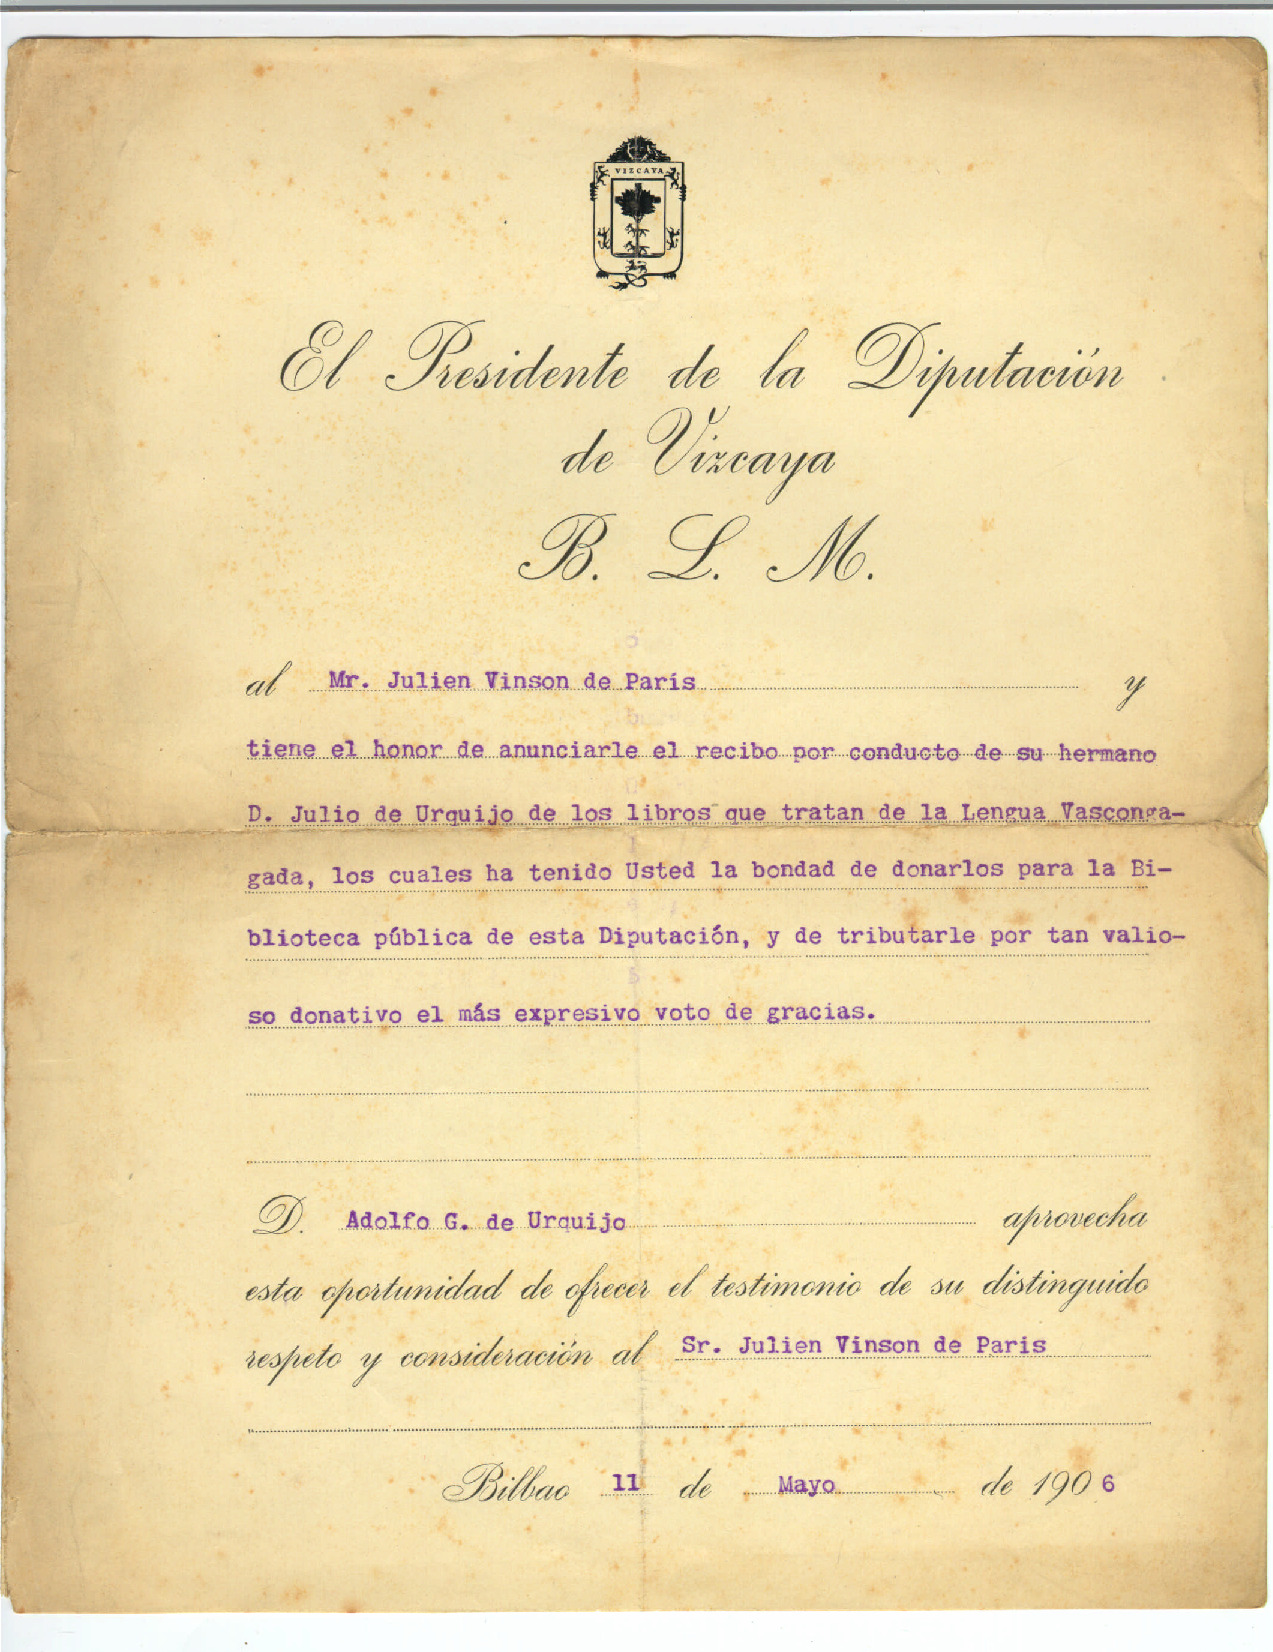 VIZCAYA
El Presidente de la Diputación
de Vizcaya
B. L. M.
al Mr. Julien Vinson de París y
tiene el honor de anunciarle el recibo por conducto de su hermano
D. Julio de Urquijo de los libros que tratan de la Lengua Vasconga-
gada, los cuales ha tenido Usted la bondad de donarlos para la Bi-
blioteca pública de esta Diputación, y de tributarle por tan valio-
so donativo el más expresivo voto de gracias.
D. Adolfo G. de Urquijo aprovecha
esta oportunidad de ofrecer el testimonio de su distinguido
respeto y consideración al Sr. Julien Vinson de Paris
Bilbao 11 de Mayo de 1906